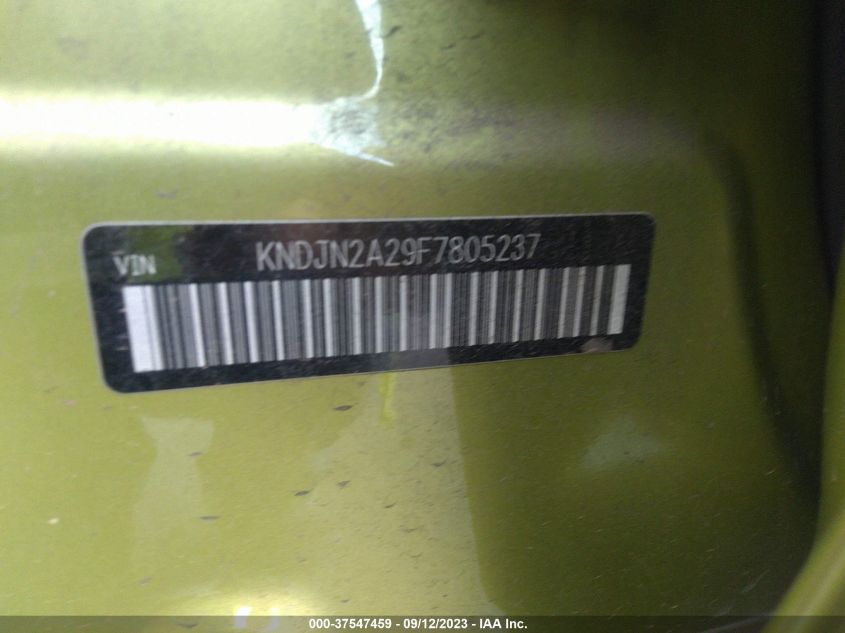 VIN KNDJN2A29F7805237
000-37547459 - 09/12/2023 - IAA Inc.